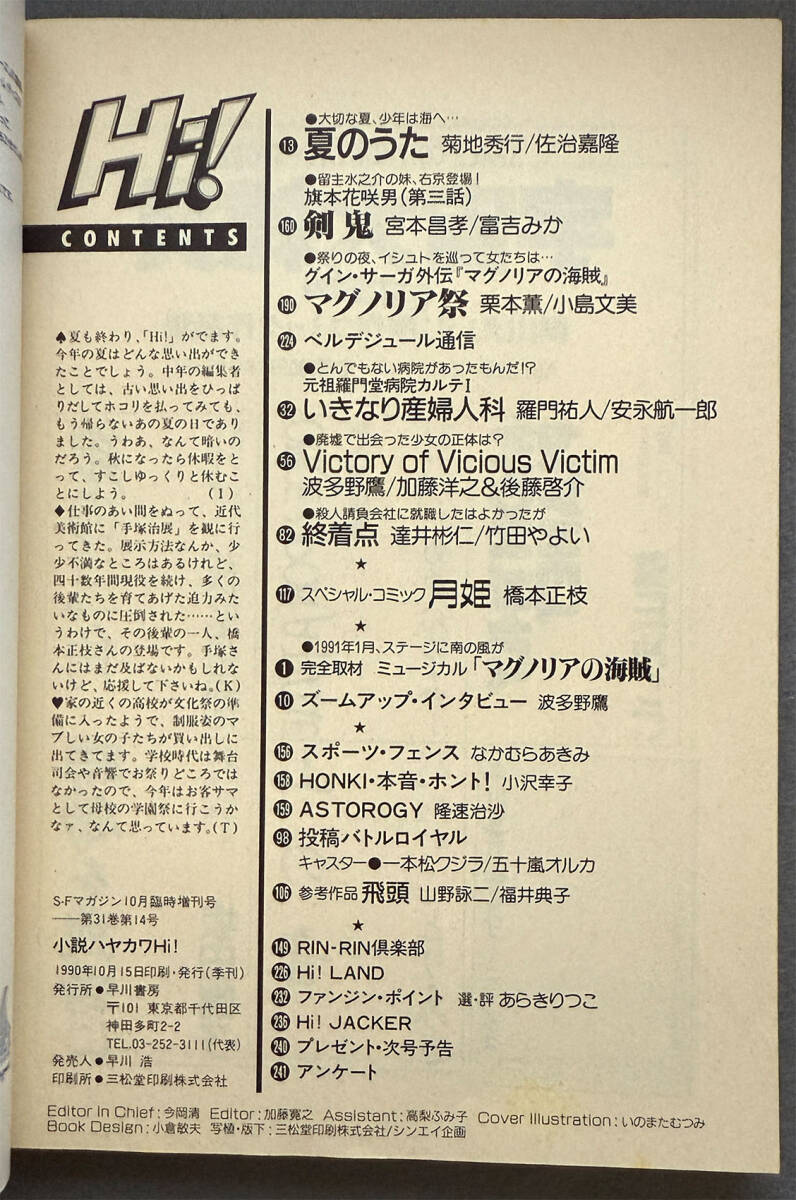 Hi!
CONTENTS
●大切な夏、少年は海へ…
13 夏のうた 菊地秀行/佐治嘉隆
●留主水之介の妹、右京登場!
旗本花咲男(第三話)
160 剣鬼 宮本昌孝/富吉みか
●祭りの夜、イシュトを巡って女たちは…
グイン・サーガ外伝『マグノリアの海賊』
190 マグノリア祭 栗本薫/小島文美
224 ベルデジュール通信
●とんでもない病院があったもんだ!?
元祖羅門堂病院カルテI
32 いきなり産婦人科 羅門祐人/安永航一郎
●廃墟で出会った少女の正体は?
56 Victory of Vicious Victim
波多野鷹/加藤洋之&後藤啓介
●殺人請負会社に就職したはよかったが
82 終着点 達井彬仁/竹田やよい
★
117 スペシャル・コミック 月姫 橋本正枝
★
●1991年1月、ステージに南の風が
1 完全取材 ミュージカル「マグノリアの海賊」
10 ズームアップ・インタビュー 波多野鷹
★
156 スポーツ・フェンス なかむらあきみ
158 HONKI・本音・ホント! 小沢幸子
159 ASTOROGY 隆速治沙
98 投稿バトルロイヤル
キャスター●一本松クジラ/五十嵐オルカ
106 参考作品 飛頭 山野詠二/福井典子
★
149 RIN-RIN倶楽部
226 Hi! LAND
232 ファンジン・ポイント 選・評 あらきりつこ
236 Hi! JACKER
240 プレゼント・次号予告
241 アンケート
♠夏も終わり、「Hi!」がでます。
今年の夏はどんな思い出ができ
たことでしょう。中年の編集者
としては、古い思い出をひっぱ
りだしてホコリを払ってみても、
もう帰らないあの夏の日であり
ました。うわあ、なんて暗いの
だろう。秋になったら休暇をと
って、すこしゆっくりと休むこ
とにしよう。 (I)
◆仕事のあい間をぬって、近代
美術館に「手塚治展」を観に行
ってきた。展示方法なんか、少
少不満なところはあるけれど、
四十数年間現役を続け、多くの
後輩たちを育てあげた迫力みた
いなものに圧倒された……とい
うわけで、その後輩の一人、橋
本正枝さんの登場です。手塚さ
んにはまだ及ばないかもしれな
いけど、応援して下さいね。(K)
♥家の近くの高校が文化祭の準
備に入ったようで、制服姿のマ
ブしい女の子たちが買い出しに
出てきてます。学校時代は舞台
司会や音響でお祭りどころでは
なかったので、今年はお客サマ
として母校の学園祭に行こうか
なァ、なんて思っています。(T)
S-Fマガジン10月臨時増刊号
——第31巻第14号
小説ハヤカワHi!
1990年10月15日印刷・発行(季刊)
発行所●早川書房
〒101 東京都千代田区
神田多町2-2
TEL.03-252-3111(代表)
発売人●早川 浩
印刷所●三松堂印刷株式会社
Editor in Chief:今岡清 Editor:加藤寛之 Assistant:高梨ふみ子 Cover Illustration:いのまたむつみ
Book Design:小倉敏夫 写植・版下:三松堂印刷株式会社/シンエイ企画